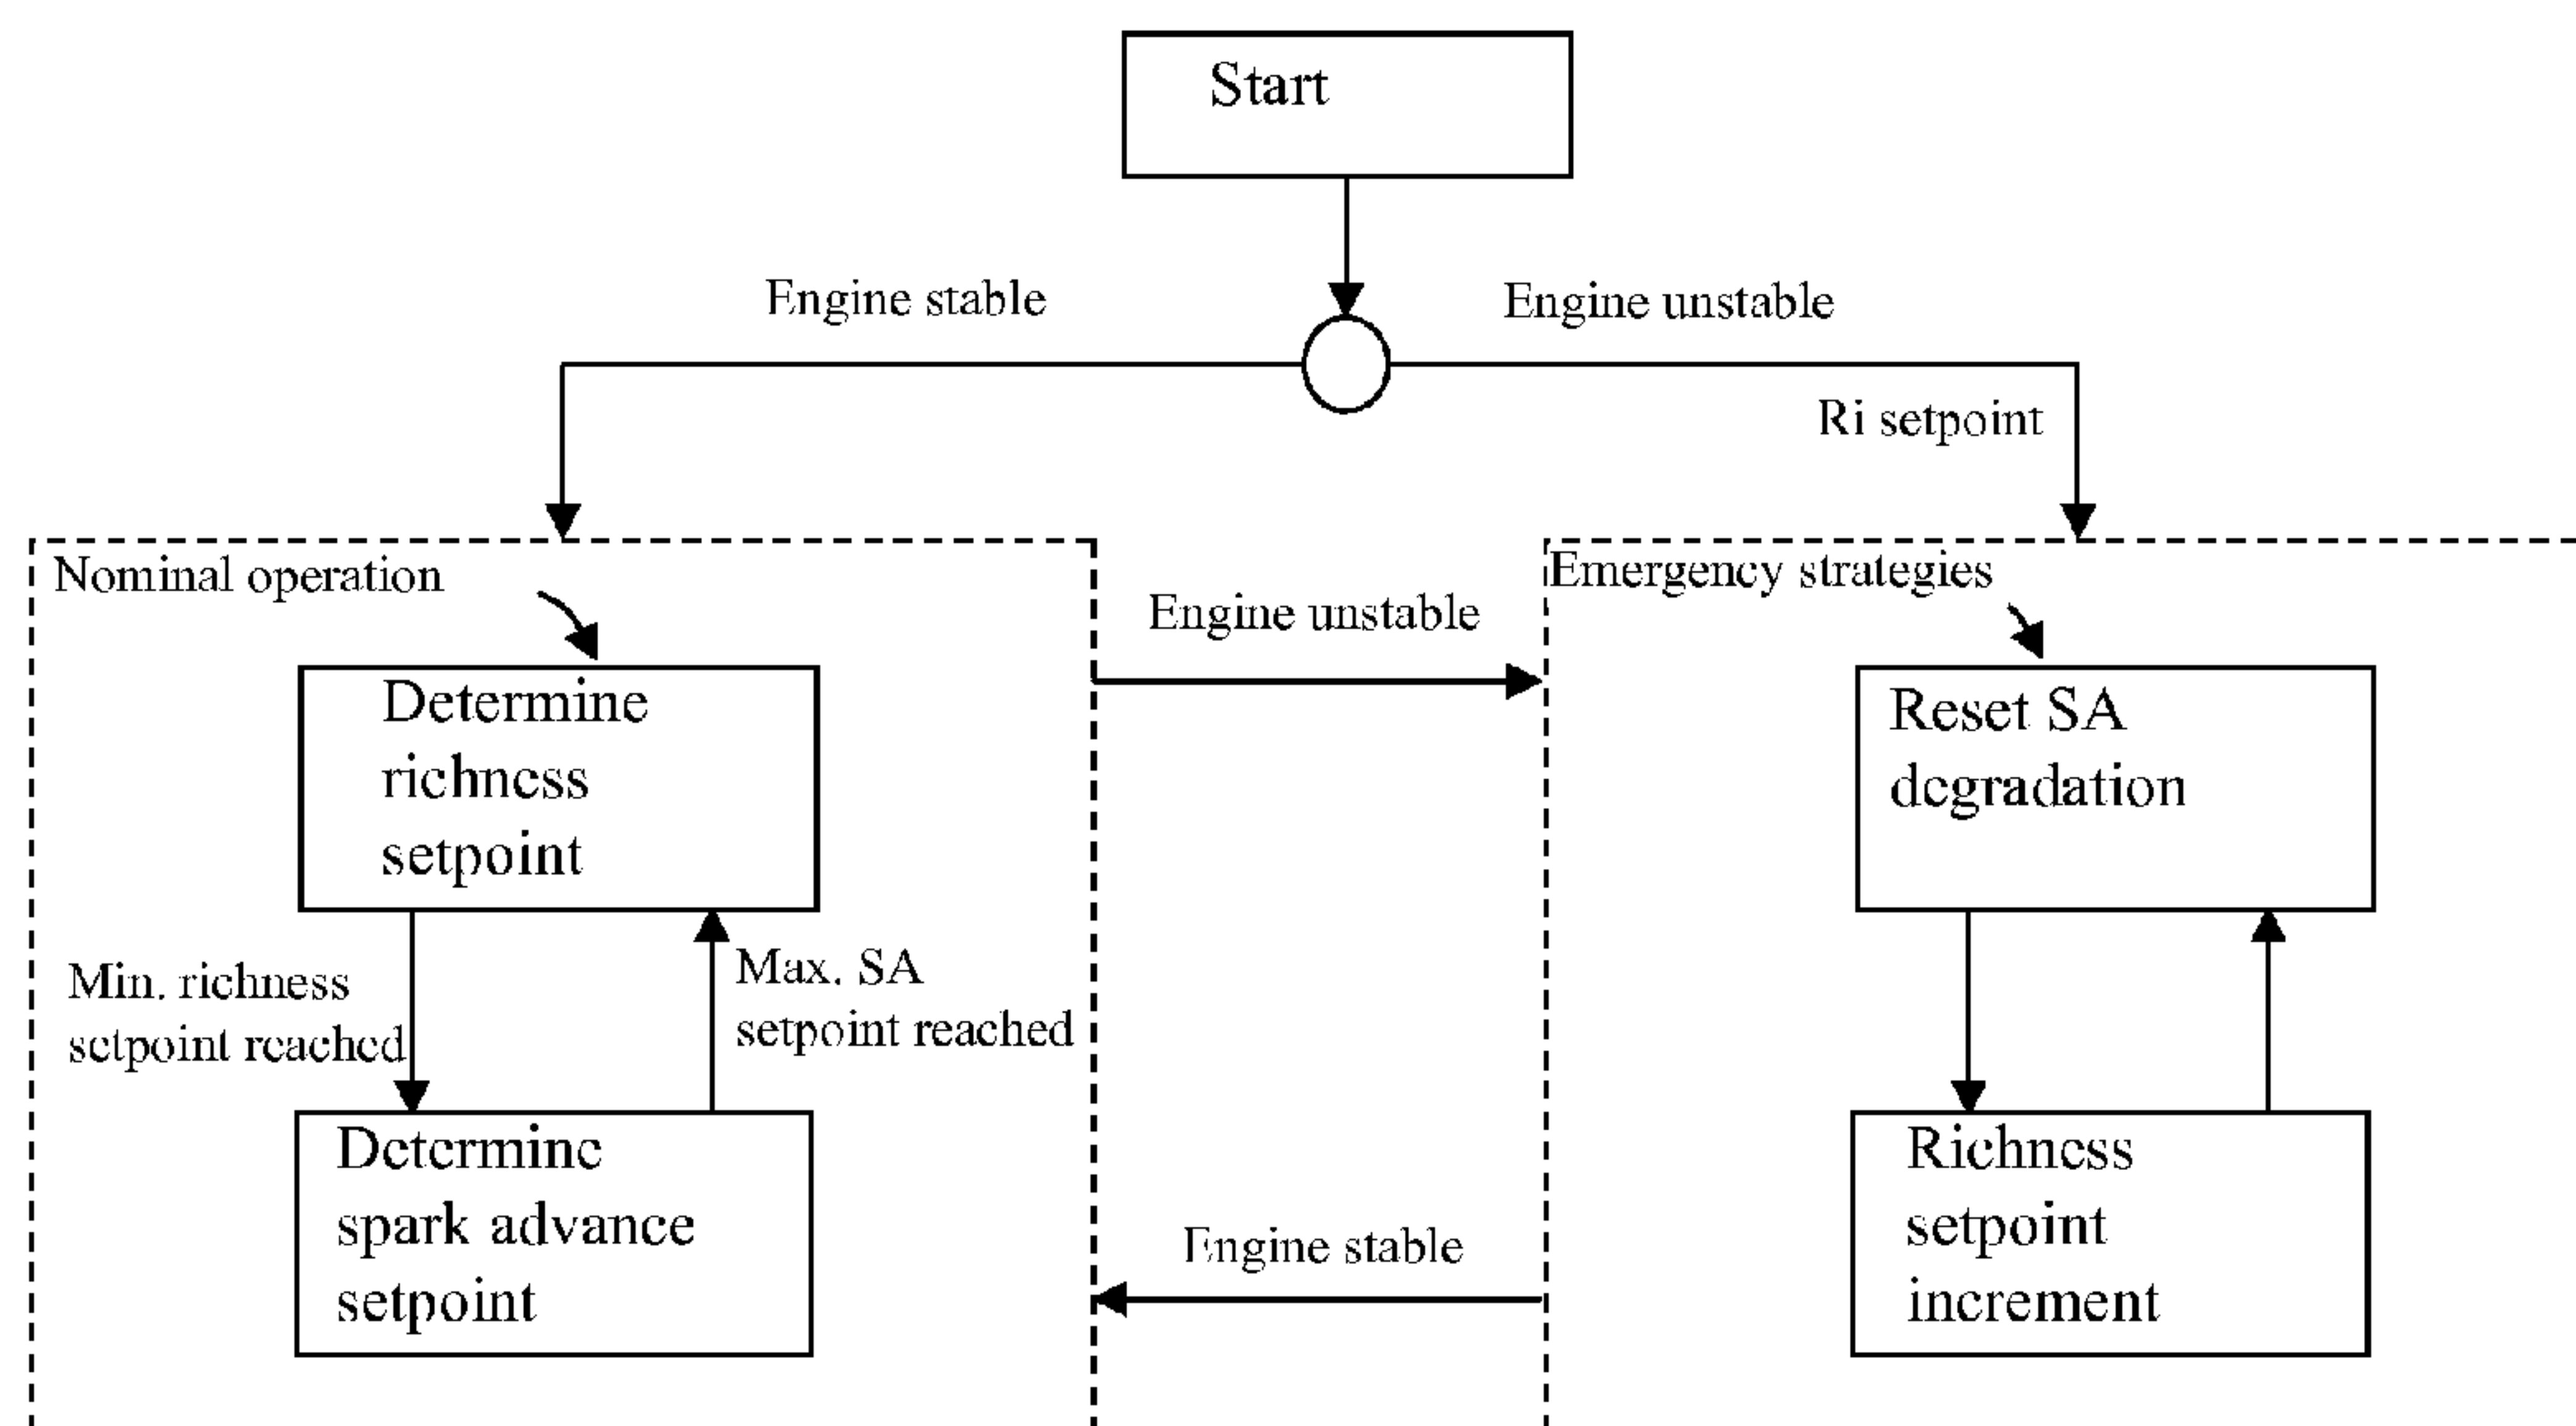 Start
Engine stable
Engine unstable
Ri setpoint
Nominal operation
Engine unstable
Emergency strategies
Determine
richness
setpoint
Reset SA
degradation
Min. richness
setpoint reached
Max. SA
setpoint reached
Determine
spark advance
setpoint
Engine stable
Richness
setpoint
increment